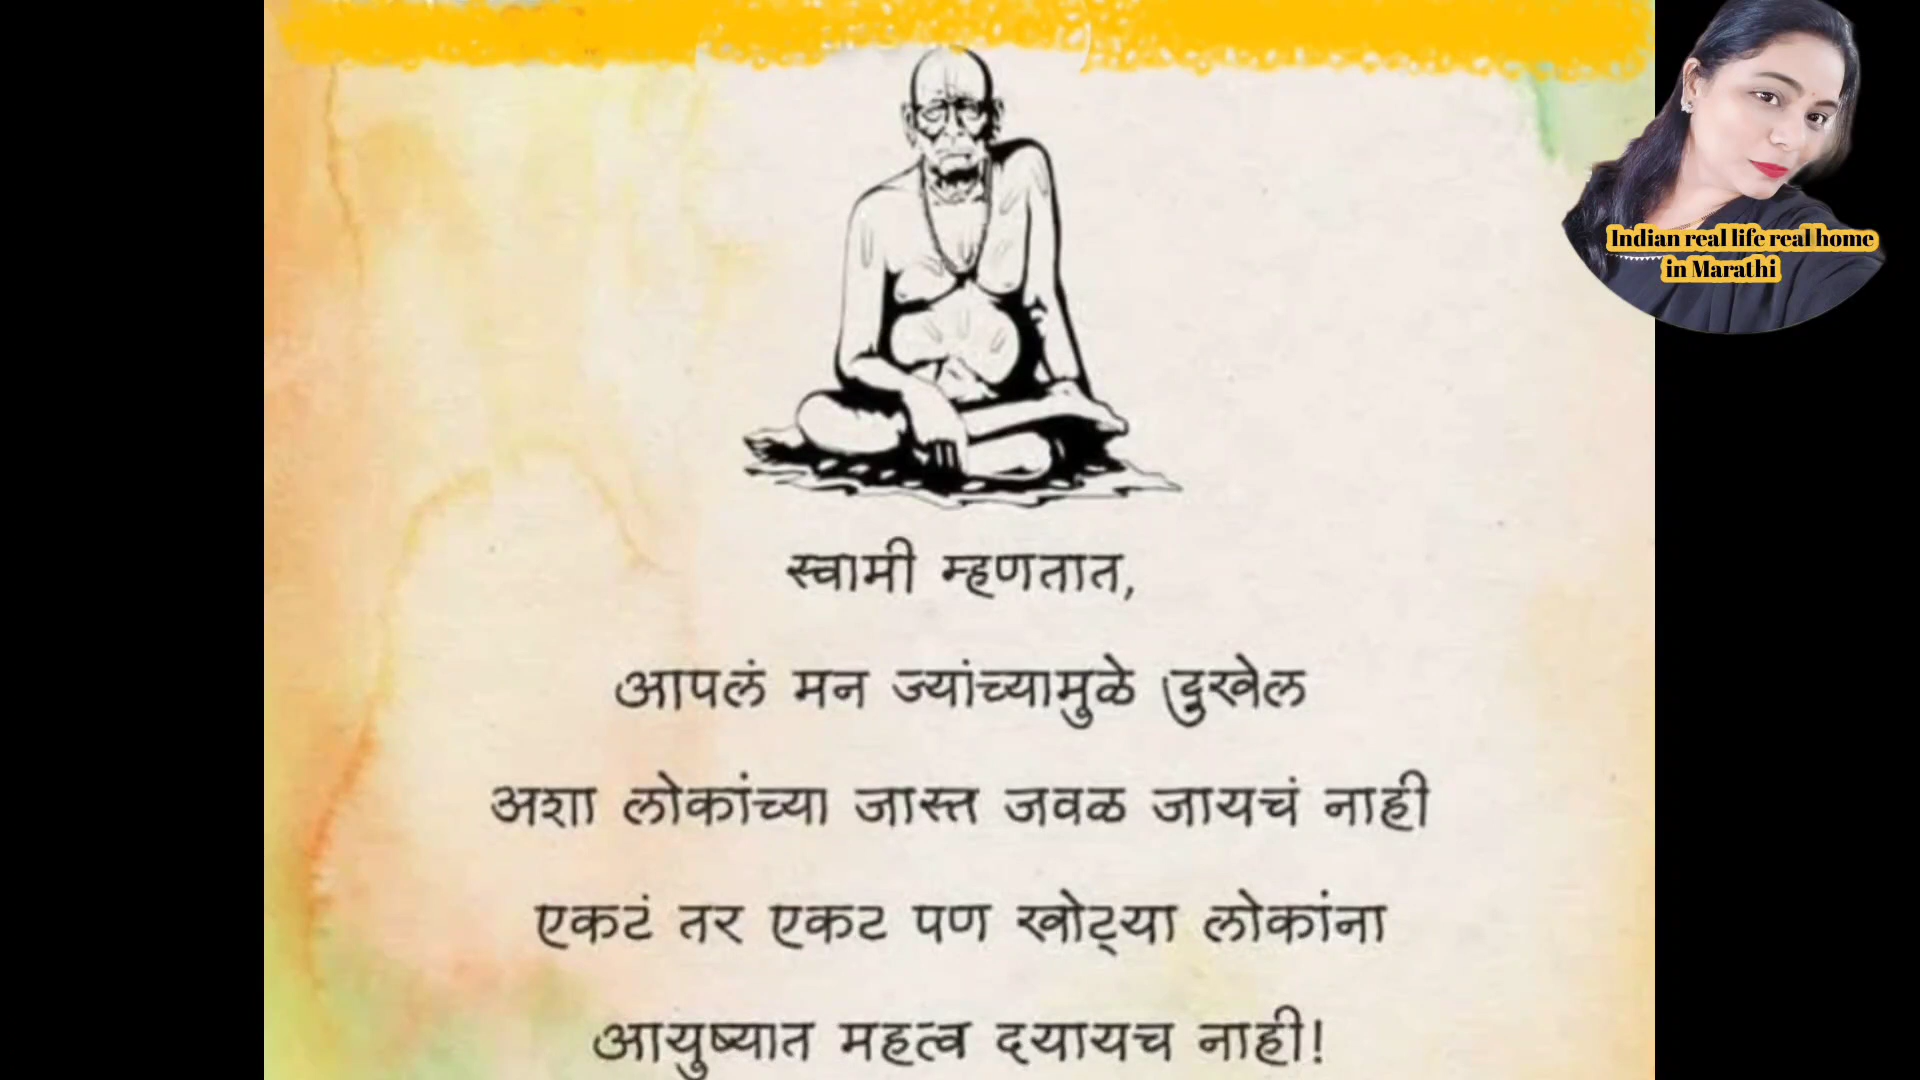 Indian real life real home
in Marathi
स्वामी म्हणतात,
आपलं मन ज्यांच्यामुळे दुखेल
अशा लोकांच्या जास्त जवळ जायचं नाही
एकटं तर एकट पण खोट्या लोकांना
आयुष्यात महत्व दयायच नाही!